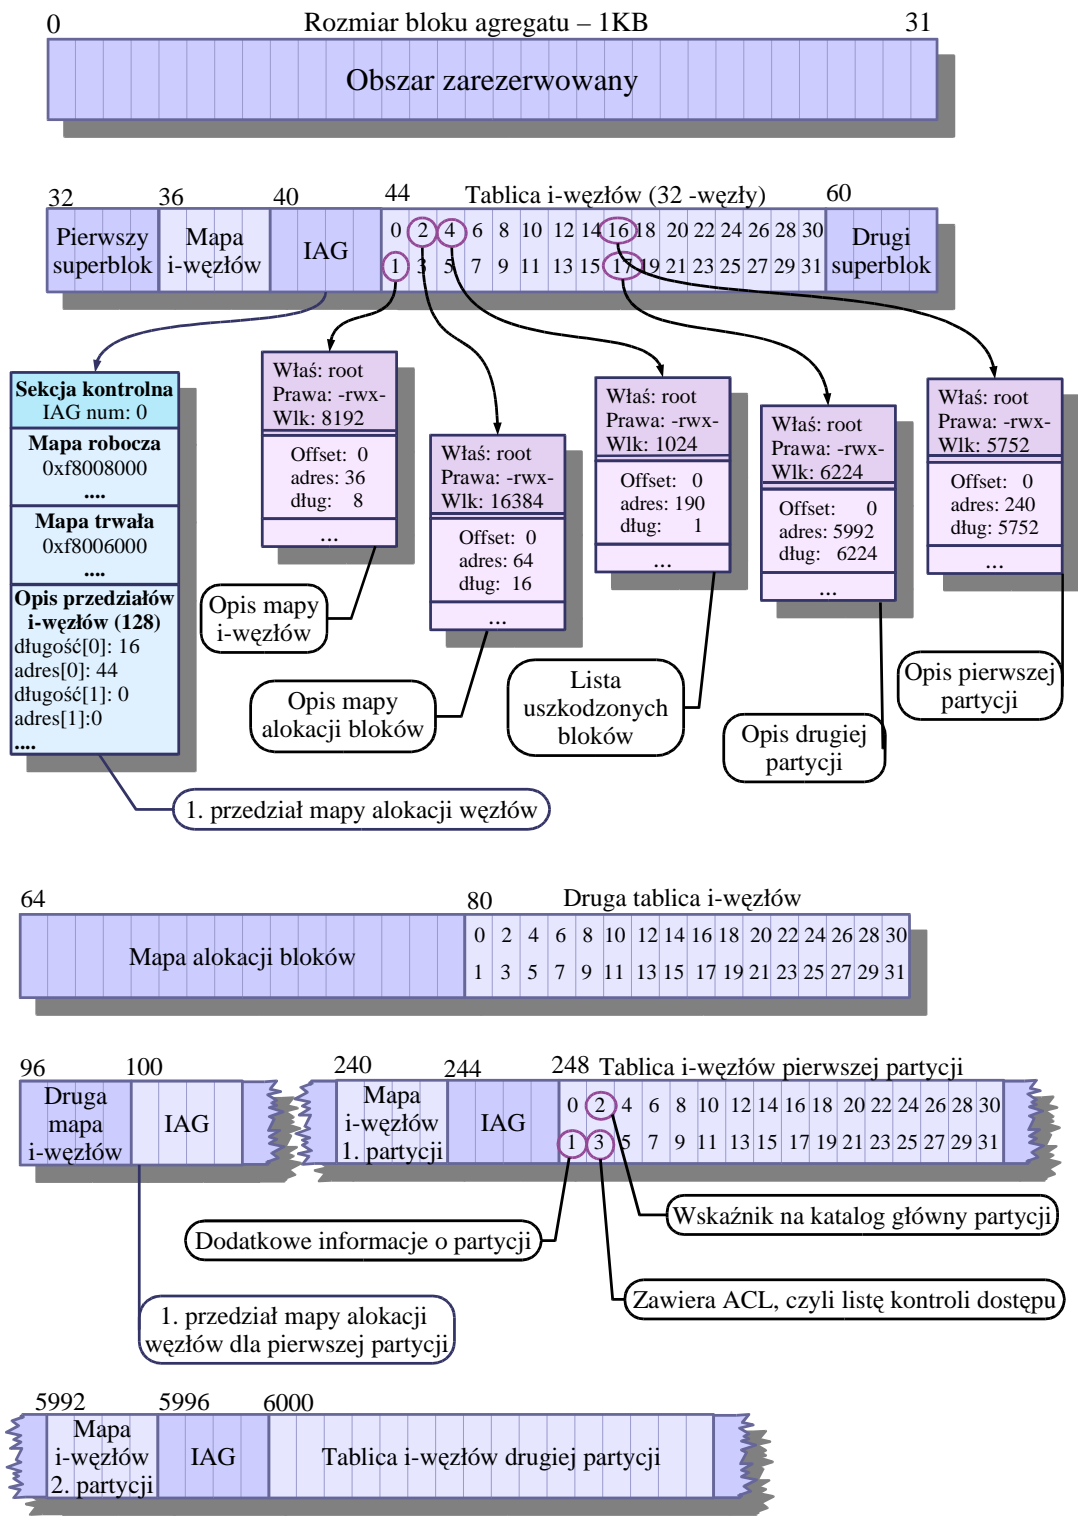 0 Rozmiar bloku agregatu – 1KB 31
Obszar zarezerwowany
32 36 40 44 Tablica i-węzłów (32 -węzły) 60
Pierwszy
superblok
Mapa
i-węzłów
IAG
0 2 4 6 8 10 12 14 16 18 20 22 24 26 28 30
1 3 5 7 9 11 13 15 17 19 21 23 25 27 29 31
Drugi
superblok
Sekcja kontrolna
IAG num: 0
Mapa robocza
0xf8008000
....
Mapa trwała
0xf8006000
....
Opis przedziałów
i-węzłów (128)
długość[0]: 16
adres[0]: 44
długość[1]: 0
adres[1]:0
....
Właś: root
Prawa: -rwx-
Wlk: 8192
Offset: 0
adres: 36
dług: 8
...
Właś: root
Prawa: -rwx-
Wlk: 16384
Offset: 0
adres: 64
dług: 16
...
Właś: root
Prawa: -rwx-
Wlk: 1024
Offset: 0
adres: 190
dług: 1
...
Właś: root
Prawa: -rwx-
Wlk: 6224
Offset: 0
adres: 5992
dług: 6224
...
Właś: root
Prawa: -rwx-
Wlk: 5752
Offset: 0
adres: 240
dług: 5752
...
Opis mapy
i-węzłów
Opis mapy
alokacji bloków
Lista
uszkodzonych
bloków
Opis drugiej
partycji
Opis pierwszej
partycji
1. przedział mapy alokacji węzłów
64 80 Druga tablica i-węzłów
Mapa alokacji bloków
0 2 4 6 8 10 12 14 16 18 20 22 24 26 28 30
1 3 5 7 9 11 13 15 17 19 21 23 25 27 29 31
96 100 240 244 248 Tablica i-węzłów pierwszej partycji
Druga
mapa
i-węzłów
IAG
Mapa
i-węzłów
1. partycji
IAG
0 2 4 6 8 10 12 14 16 18 20 22 24 26 28 30
1 3 5 7 9 11 13 15 17 19 21 23 25 27 29 31
Wskaźnik na katalog główny partycji
Dodatkowe informacje o partycji
Zawiera ACL, czyli listę kontroli dostępu
1. przedział mapy alokacji
węzłów dla pierwszej partycji
5992 5996 6000
Mapa
i-węzłów
2. partycji
IAG
Tablica i-węzłów drugiej partycji